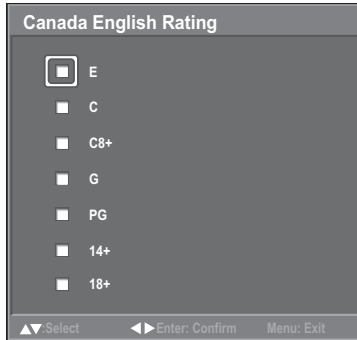 Canada English Rating
E
C
C8+
G
PG
14+
18+
▲▼:Select ◀▶Enter: Confirm Menu: Exit